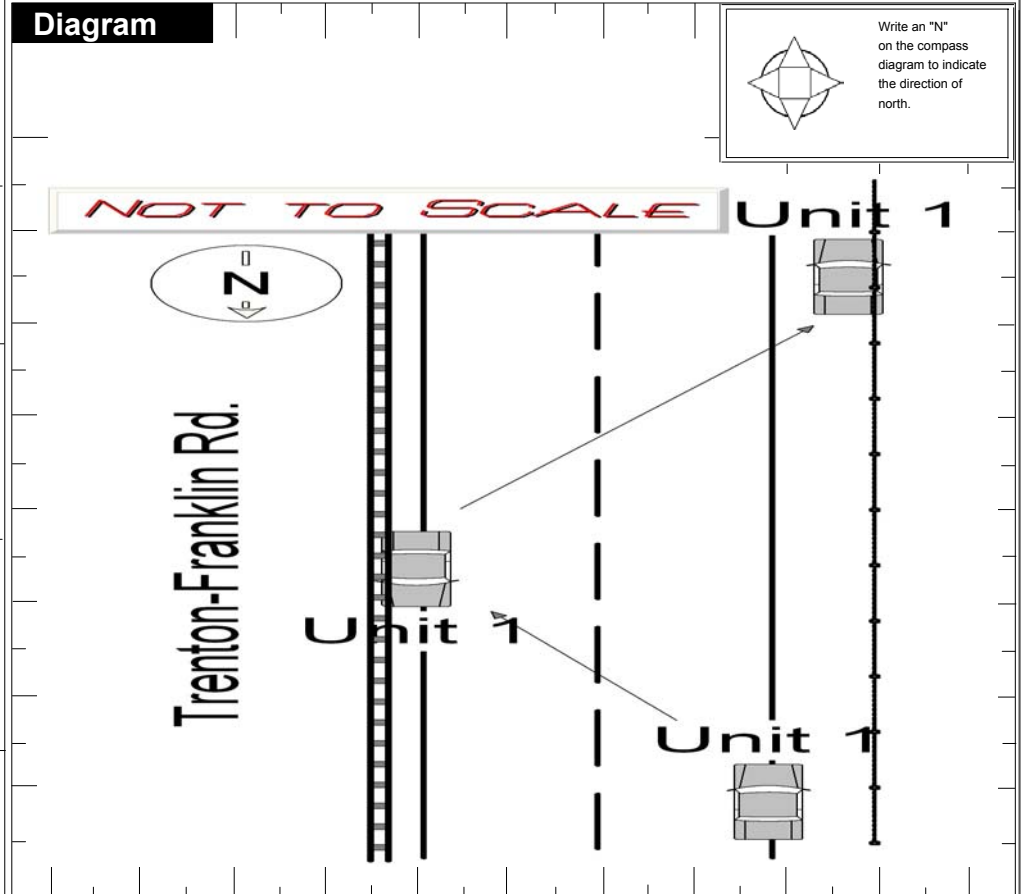 Diagram
Write an "N"
on the compass
diagram to indicate
the direction of
north.
NOT TO SCALE
Unit 1
N
Trenton-Franklin Rd.
Unit 1
Unit 1